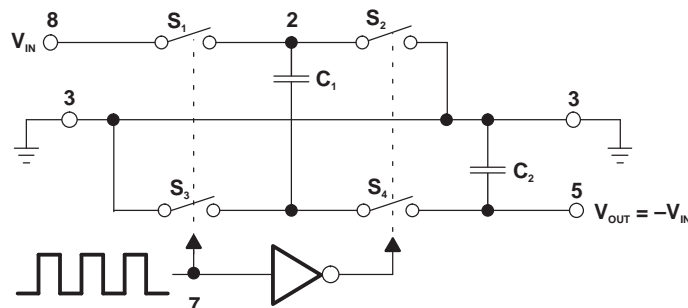 8
V_IN
S_1
2
S_2
C_1
3
3
S_3
S_4
C_2
5
V_OUT = –V_IN
7